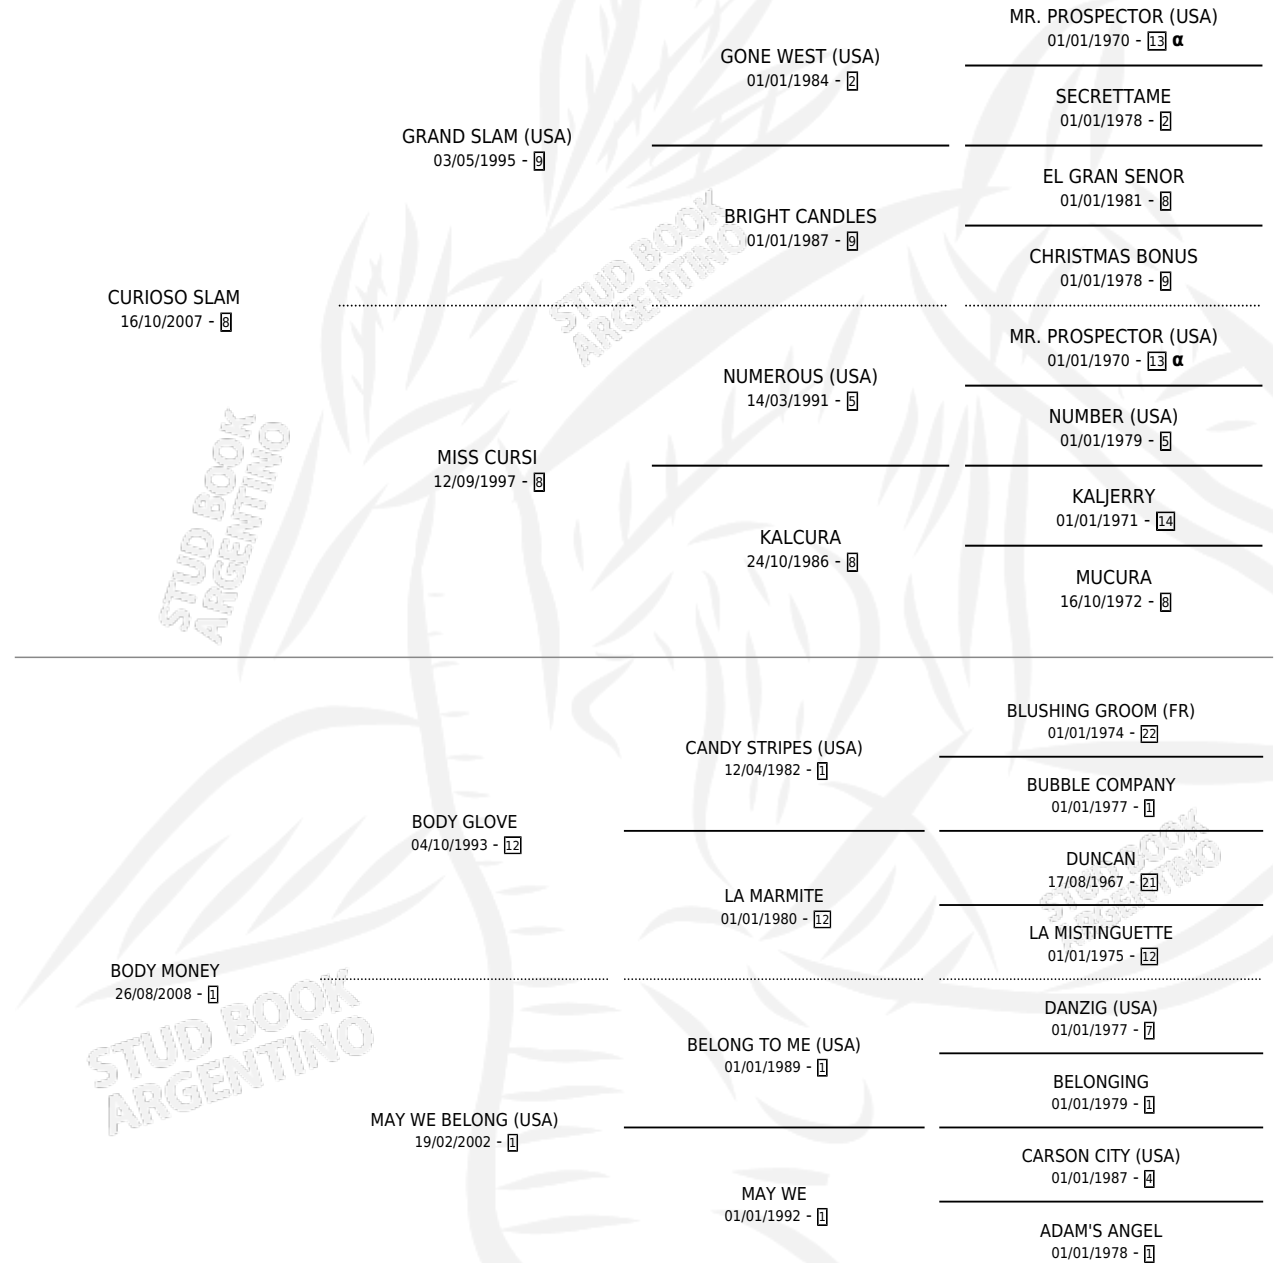 MR. PROSPECTOR (USA)
01/01/1970 - 13 α
GONE WEST (USA)
01/01/1984 - 2
SECRETTAME
01/01/1978 - 2
GRAND SLAM (USA)
03/05/1995 - 9
EL GRAN SENOR
01/01/1981 - 8
BRIGHT CANDLES
01/01/1987 - 9
CHRISTMAS BONUS
01/01/1978 - 9
CURIOSO SLAM
16/10/2007 - 8
MR. PROSPECTOR (USA)
01/01/1970 - 13 α
NUMEROUS (USA)
14/03/1991 - 5
NUMBER (USA)
01/01/1979 - 5
MISS CURSI
12/09/1997 - 8
KALJERRY
01/01/1971 - 14
KALCURA
24/10/1986 - 8
MUCURA
16/10/1972 - 8
BLUSHING GROOM (FR)
01/01/1974 - 22
CANDY STRIPES (USA)
12/04/1982 - 1
BUBBLE COMPANY
01/01/1977 - 1
BODY GLOVE
04/10/1993 - 12
DUNCAN
17/08/1967 - 21
LA MARMITE
01/01/1980 - 12
LA MISTINGUETTE
01/01/1975 - 12
BODY MONEY
26/08/2008 - 1
DANZIG (USA)
01/01/1977 - 7
BELONG TO ME (USA)
01/01/1989 - 1
BELONGING
01/01/1979 - 1
MAY WE BELONG (USA)
19/02/2002 - 1
CARSON CITY (USA)
01/01/1987 - 4
MAY WE
01/01/1992 - 1
ADAM'S ANGEL
01/01/1978 - 1
STUD BOOK
ARGENTINO
STUD BOOK
ARGENTINO
STUD BOOK
ARGENTINO
STUD BOOK
ARGENTINO